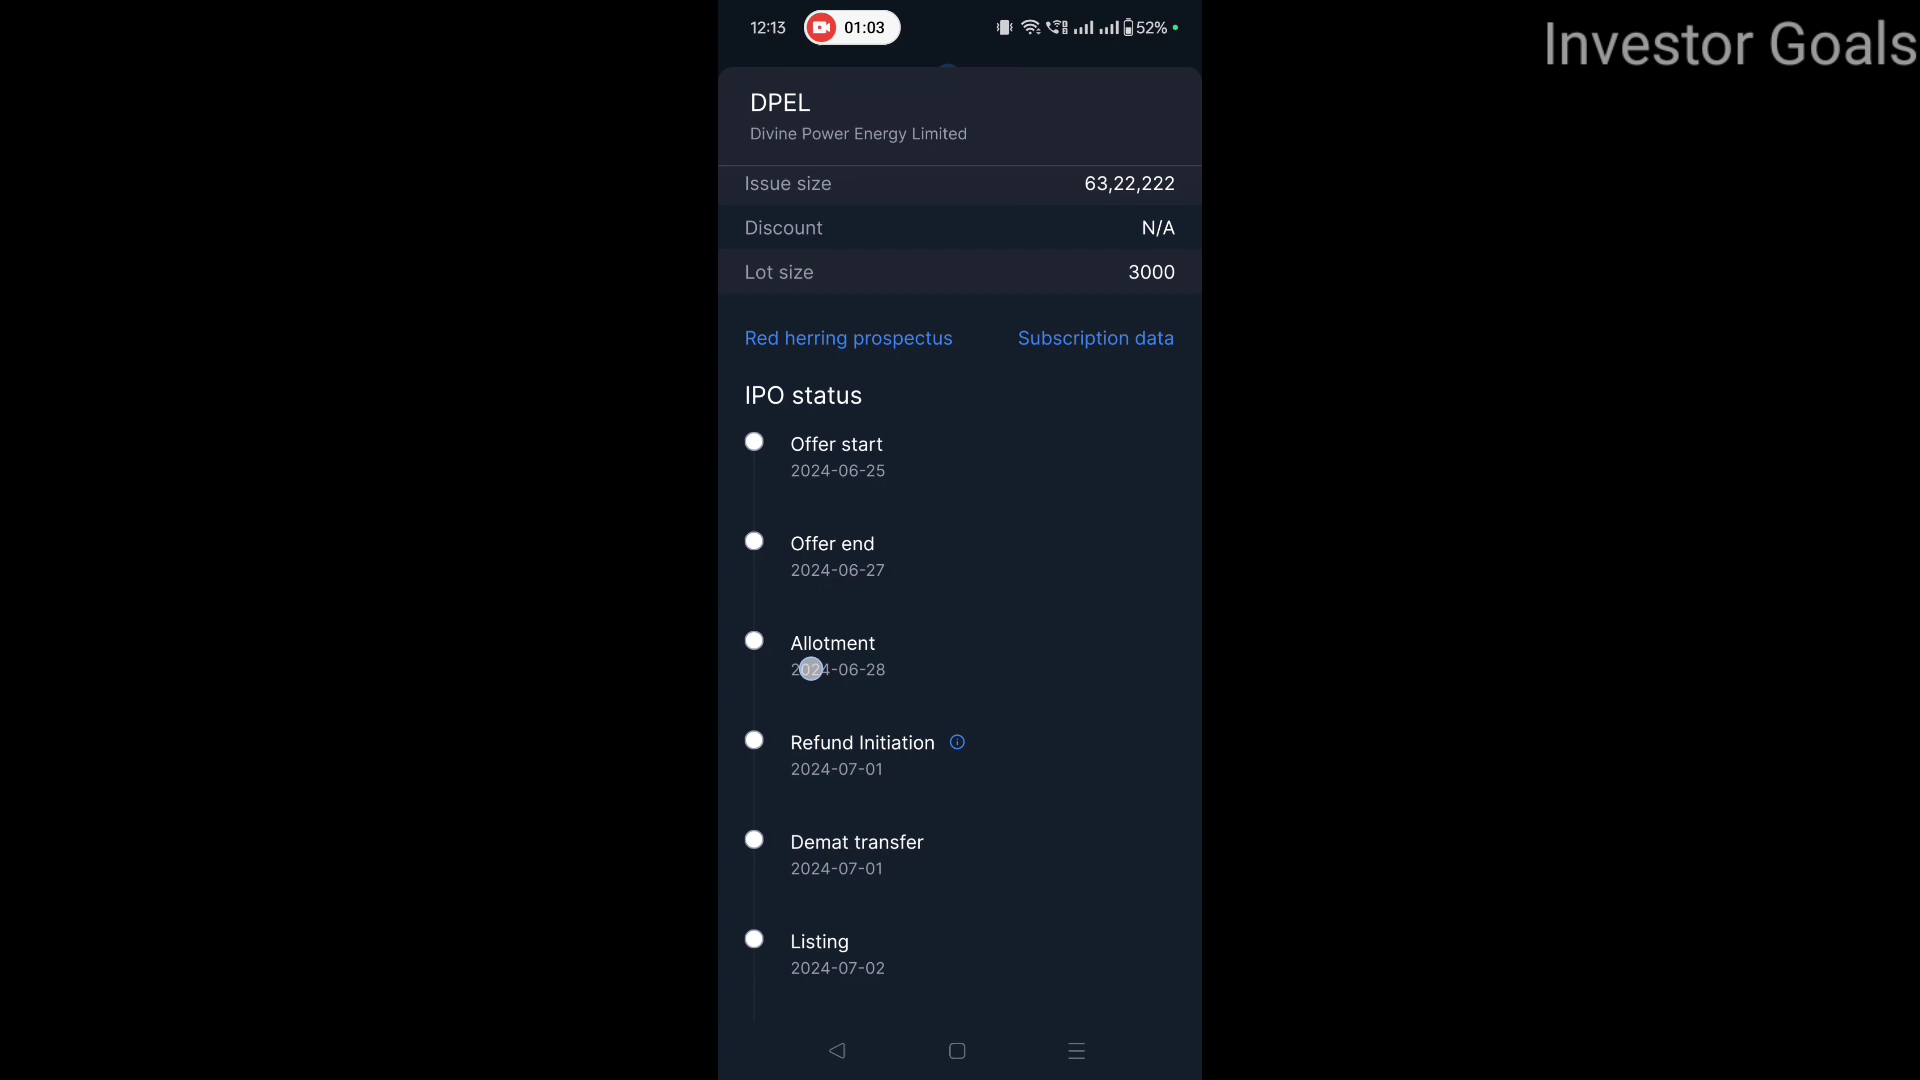 12:13 01:03 52%
Investor Goals
DPEL
Divine Power Energy Limited
Issue size 63,22,222
Discount N/A
Lot size 3000
Red herring prospectus Subscription data
IPO status
Offer start
2024-06-25
Offer end
2024-06-27
Allotment
2024-06-28
Refund Initiation
2024-07-01
Demat transfer
2024-07-01
Listing
2024-07-02